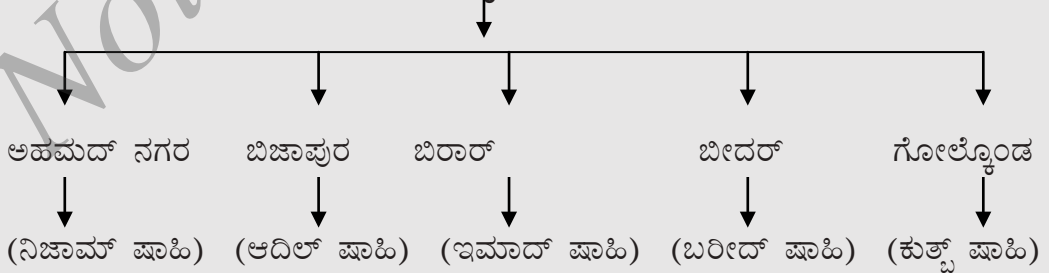 ಅಹಮದ್ ನಗರ ಬಿಜಾಪುರ ಬಿರಾರ್ ಬೀದರ್ ಗೋಲ್ಕೊಂಡ
(ನಿಜಾಮ್ ಷಾಹಿ) (ಆದಿಲ್ ಷಾಹಿ) (ಇಮಾದ್ ಷಾಹಿ) (ಬರೀದ್ ಷಾಹಿ) (ಕುತ್ಬ್ ಷಾಹಿ)